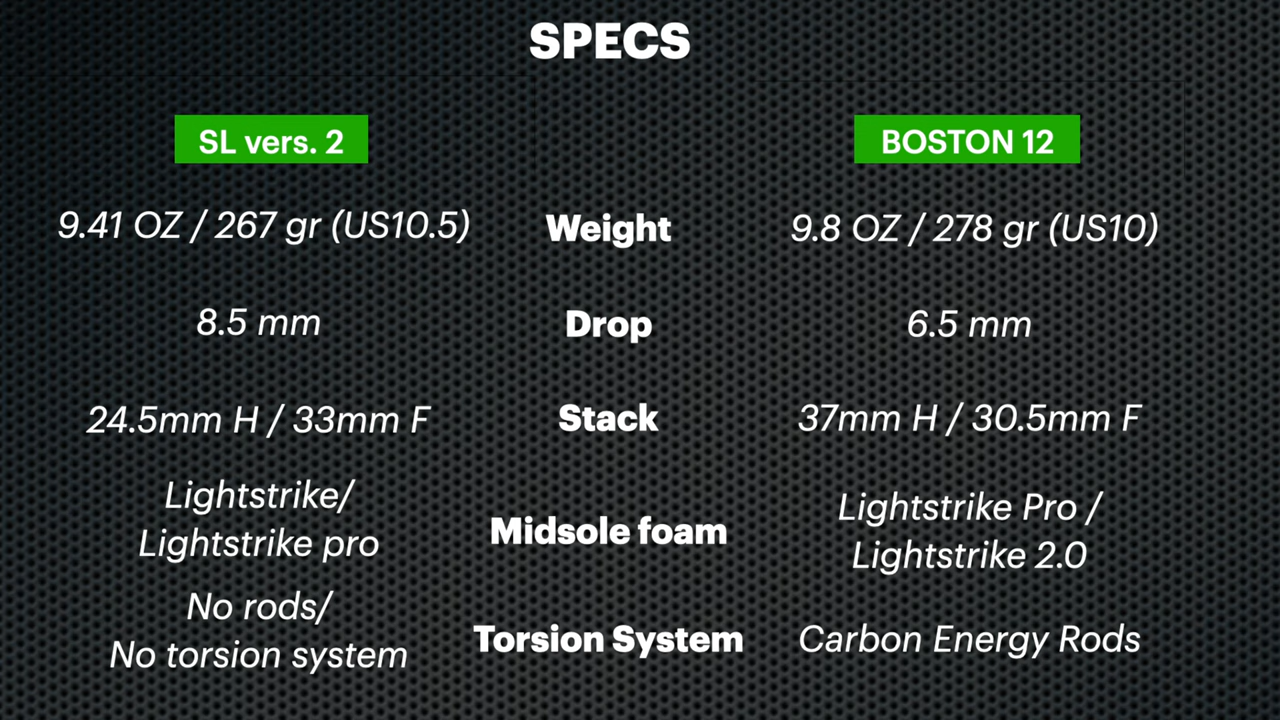 SPECS
SL vers. 2
BOSTON 12
9.41 OZ / 267 gr (US10.5)
Weight
9.8 OZ / 278 gr (US10)
8.5 mm
Drop
6.5 mm
24.5mm H / 33mm F
Stack
37mm H / 30.5mm F
Lightstrike/
Lightstrike pro
Midsole foam
Lightstrike Pro /
Lightstrike 2.0
No rods/
No torsion system
Torsion System
Carbon Energy Rods